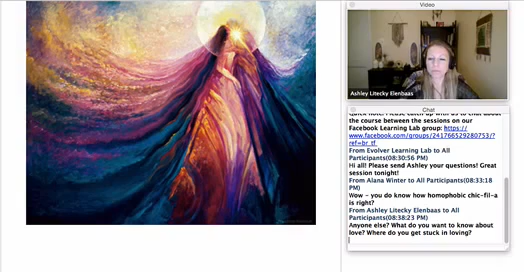 Video
Ashley Litecky Elenbaas
Chat
Quick note: Please catch up with us to chat about
the course between the sessions on our
Facebook Learning Lab group: https://
www.facebook.com/groups/241766529280753/?
ref=br_tf
From Evolver Learning Lab to All
Participants(08:30:56 PM)
Hi all! Please send Ashley your questions! Great
session tonight!
From Alana Winter to All Participants(08:33:18
PM)
Wow - you do know how homophobic chic-fil-a
is right?
From Ashley Litecky Elenbaas to All
Participants(08:38:23 PM)
Anyone else? What do you want to know about
love? Where do you get stuck in loving?